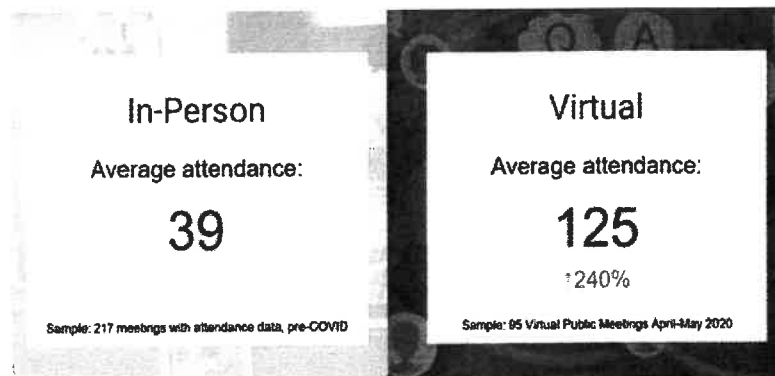 Q A
In-Person
Average attendance:
39
Sample: 217 meetings with attendance data, pre-COVID
Virtual
Average attendance:
125
↑240%
Sample: 95 Virtual Public Meetings April-May 2020